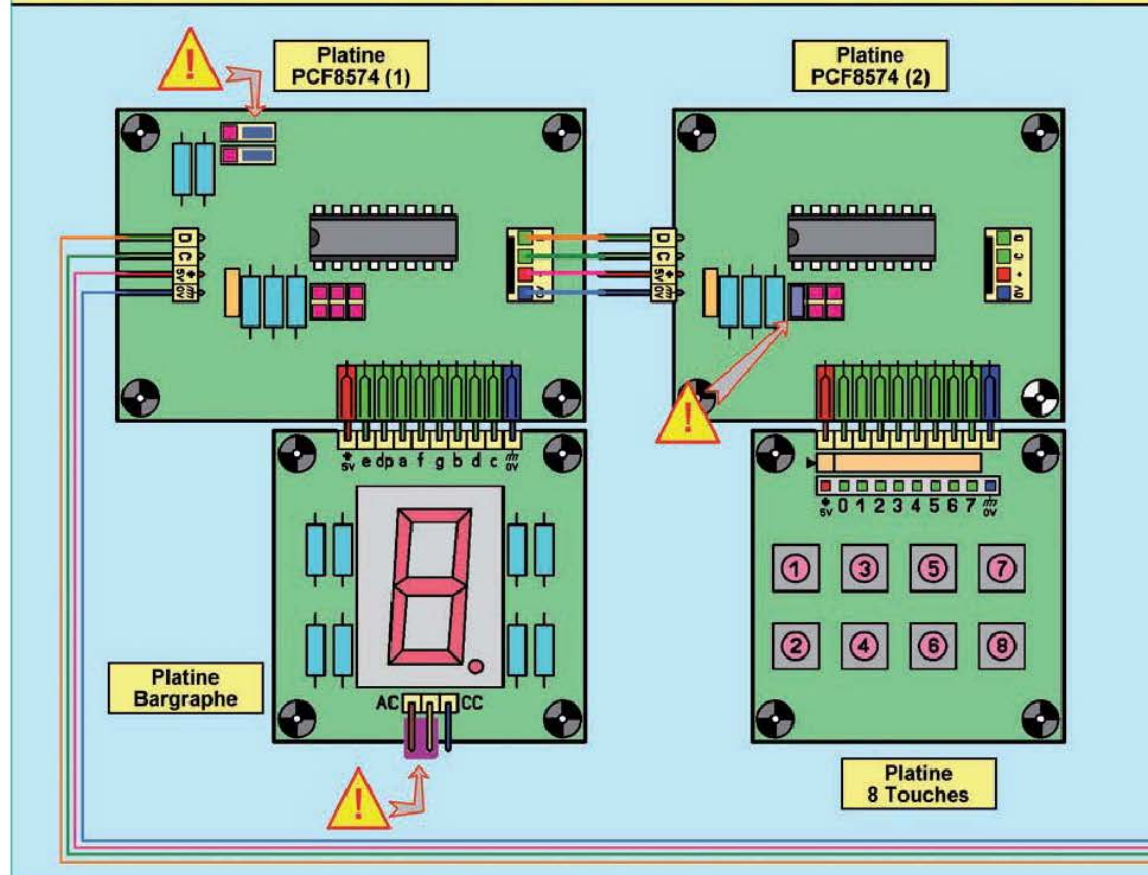 Platine
PCF8574 (1)
Platine
PCF8574 (2)
!
D
C
+
5V
0V
D
C
+
5V
0V
D
C
+
0V
!
5V e dp a f g b d c 0V
5V 0 1 2 3 4 5 6 7 0V
1 3 5 7
2 4 6 8
Platine
Bargraphe
AC CC
!
Platine
8 Touches